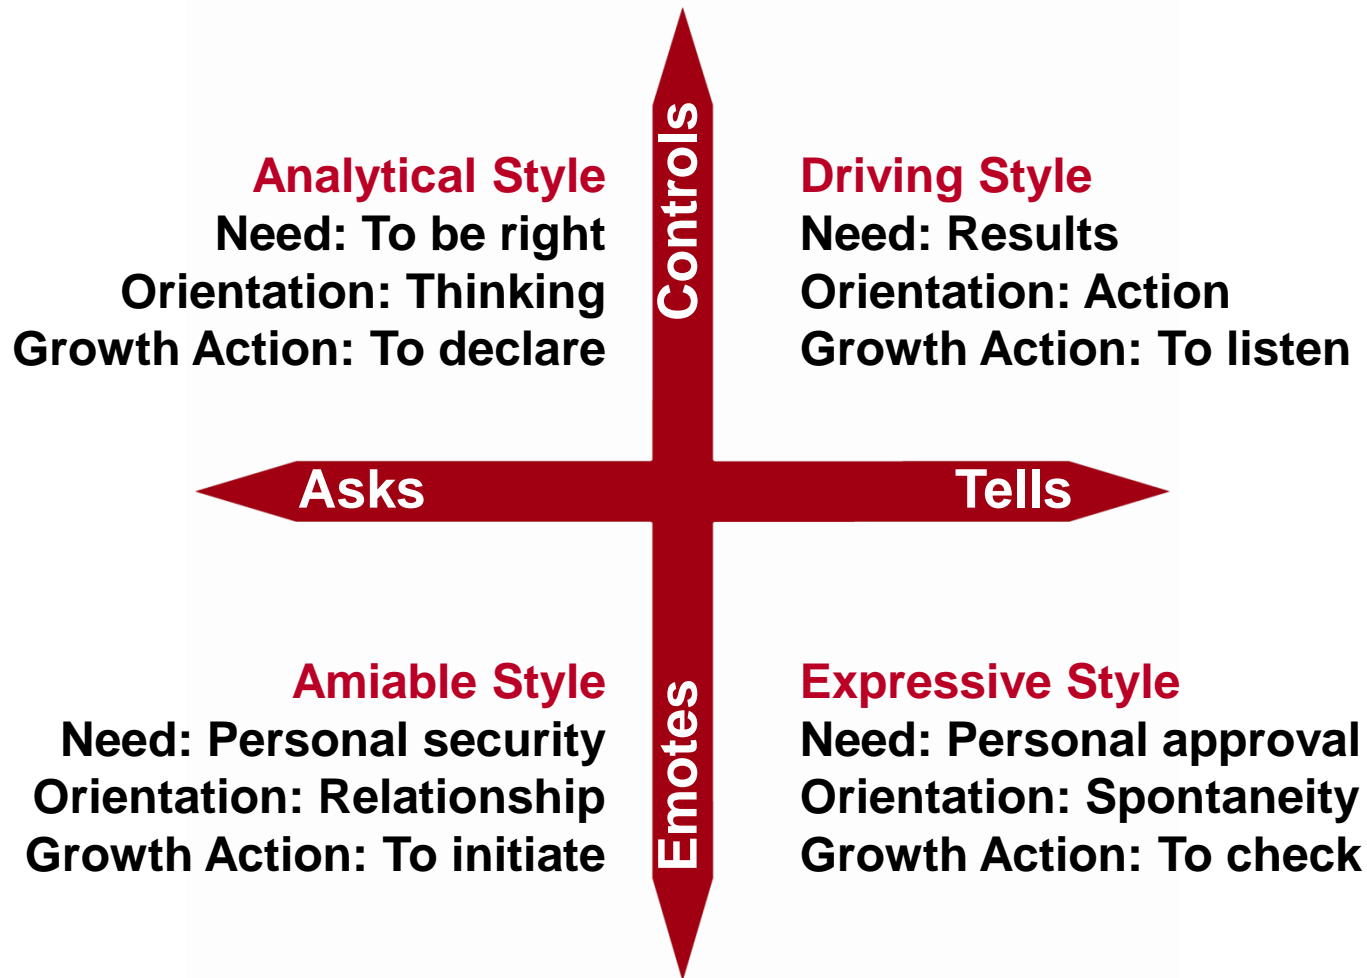 Controls
Analytical Style
Need: To be right
Orientation: Thinking
Growth Action: To declare
Driving Style
Need: Results
Orientation: Action
Growth Action: To listen
Asks
Tells
Amiable Style
Need: Personal security
Orientation: Relationship
Growth Action: To initiate
Emotes
Expressive Style
Need: Personal approval
Orientation: Spontaneity
Growth Action: To check